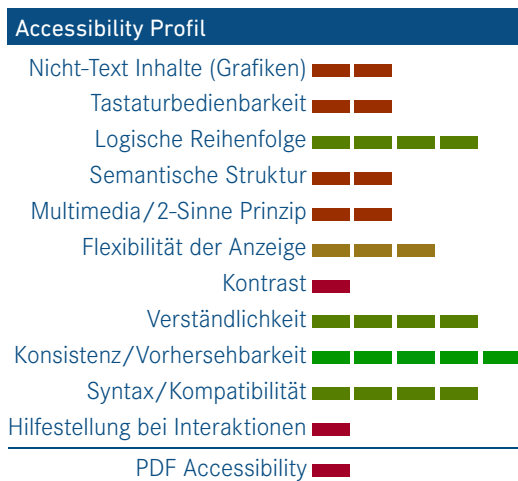 Accessibility Profil
Nicht-Text Inhalte (Grafiken)
Tastaturbedienbarkeit
Logische Reihenfolge
Semantische Struktur
Multimedia/2-Sinne Prinzip
Flexibilität der Anzeige
Kontrast
Verständlichkeit
Konsistenz/Vorhersehbarkeit
Syntax/Kompatibilität
Hilfestellung bei Interaktionen
PDF Accessibility